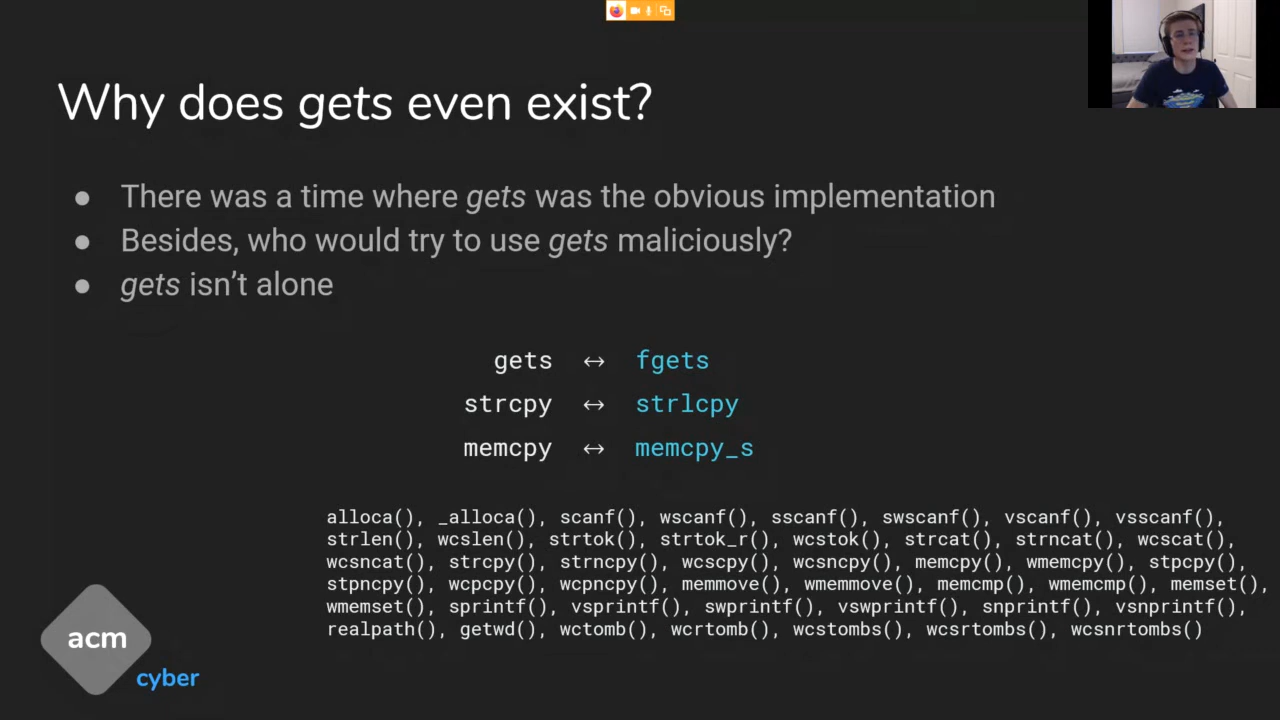 Why does gets even exist?
● There was a time where gets was the obvious implementation
● Besides, who would try to use gets maliciously?
● gets isn’t alone
gets ↔ fgets
strcpy ↔ strlcpy
memcpy ↔ memcpy_s
alloca(), _alloca(), scanf(), wscanf(), sscanf(), swscanf(), vscanf(), vsscanf(),
strlen(), wcslen(), strtok(), strtok_r(), wcstok(), strcat(), strncat(), wcscat(),
wcsncat(), strcpy(), strncpy(), wcscpy(), wcsncpy(), memcpy(), wmemcpy(), stpcpy(),
stpncpy(), wcpcpy(), wcpncpy(), memmove(), wmemmove(), memcmp(), wmemcmp(), memset(),
wmemset(), sprintf(), vsprintf(), swprintf(), vswprintf(), snprintf(), vsnprintf(),
realpath(), getwd(), wctomb(), wcrtomb(), wcstombs(), wcsrtombs(), wcsnrtombs()
acm
cyber